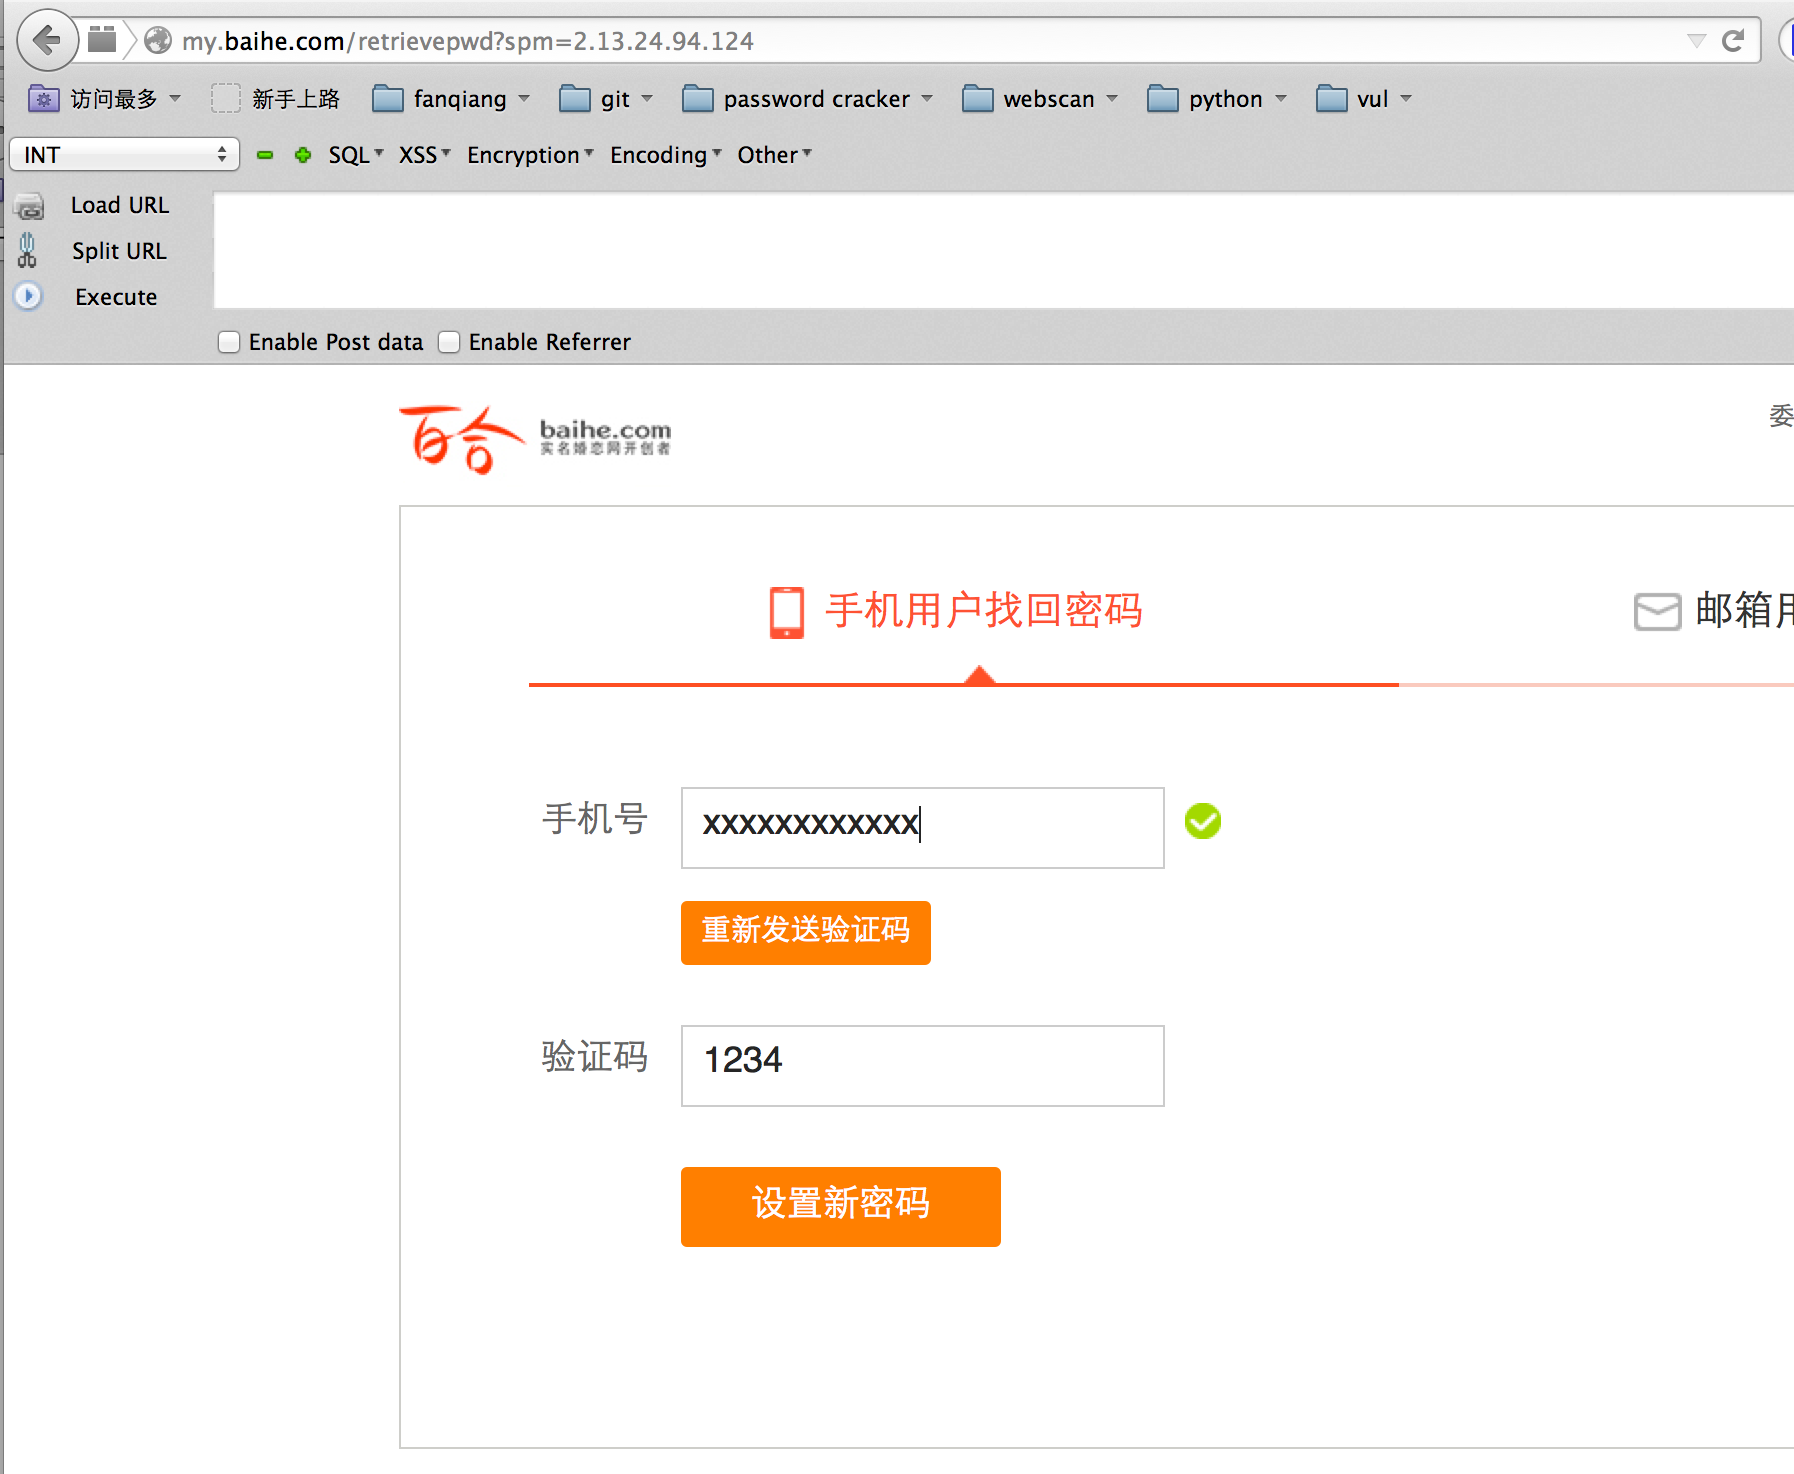 my.baihe.com/retrievepwd?spm=2.13.24.94.124
访问最多 新手上路 fanqiang git password cracker webscan python vul
INT SQL XSS Encryption Encoding Other
Load URL
Split URL
Execute
Enable Post data Enable Referrer
百合 baihe.com
实名婚恋网开创者
委
手机用户找回密码 邮箱用
手机号 xxxxxxxxxxxx
重新发送验证码
验证码 1234
设置新密码